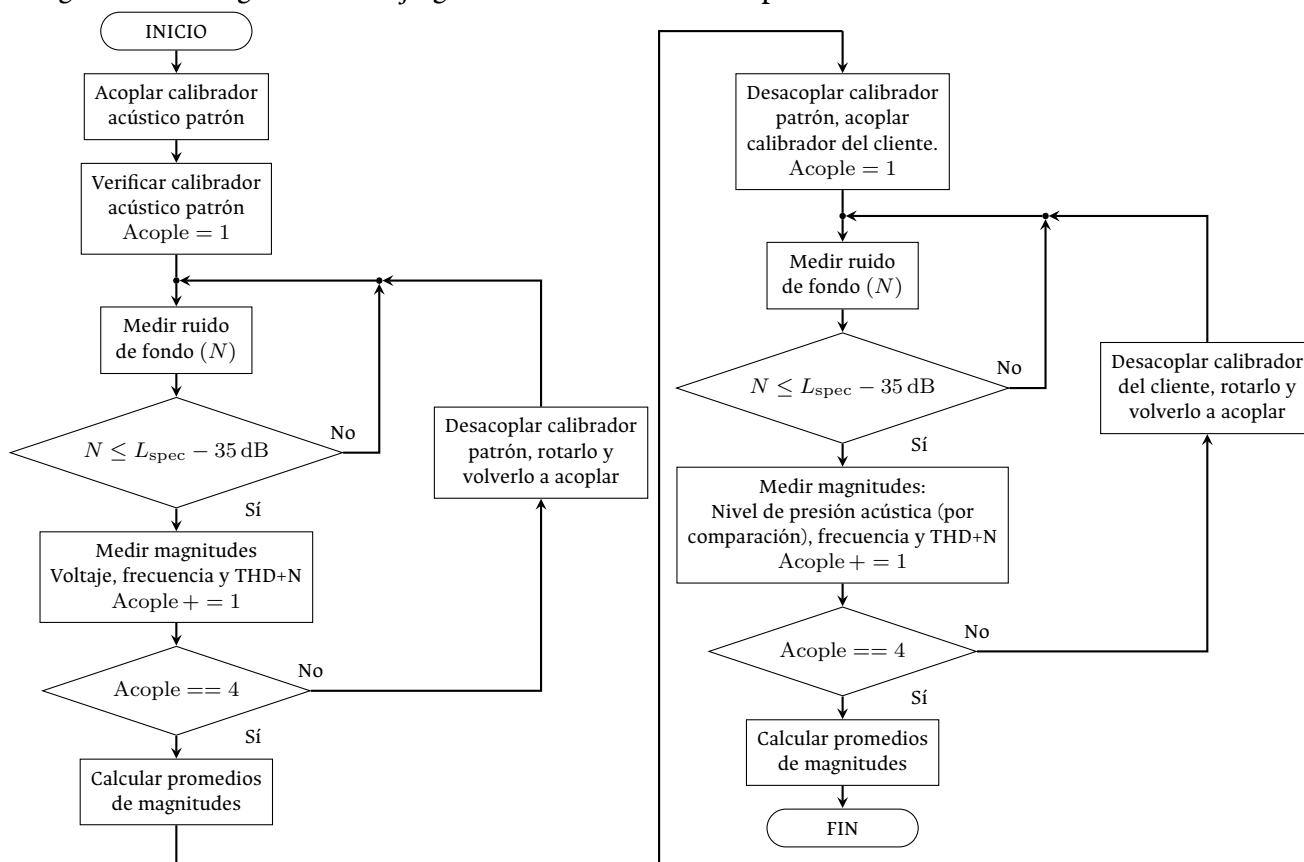 INICIO
Acoplar calibrador
acústico patrón
Verificar calibrador
acústico patrón
Acople = 1
Medir ruido
de fondo (N)
N ≤ Lspec − 35 dB
No
Sí
Desacoplar calibrador
patrón, rotarlo y
volverlo a acoplar
Medir magnitudes
Voltaje, frecuencia y THD+N
Acople + = 1
Acople == 4
No
Sí
Calcular promedios
de magnitudes
Desacoplar calibrador
patrón, acoplar
calibrador del cliente.
Acople = 1
Medir ruido
de fondo (N)
N ≤ Lspec − 35 dB
No
Sí
Desacoplar calibrador
del cliente, rotarlo y
volverlo a acoplar
Medir magnitudes:
Nivel de presión acústica (por
comparación), frecuencia y THD+N
Acople + = 1
Acople == 4
No
Sí
Calcular promedios
de magnitudes
FIN